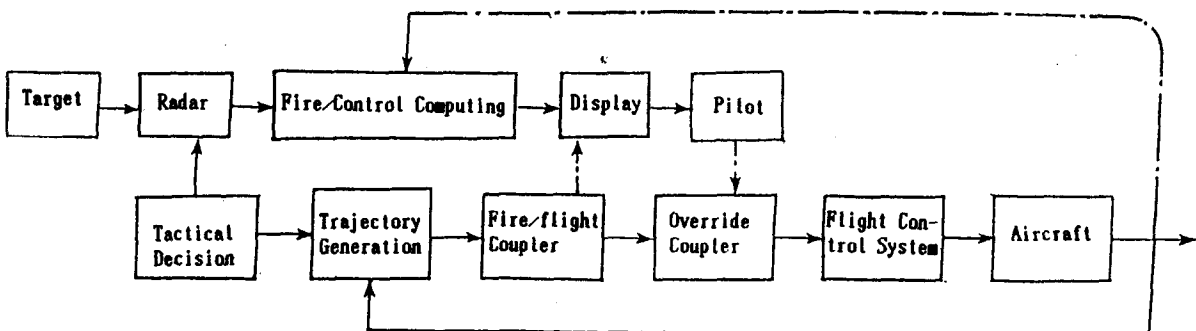 Target
Radar
Fire/Control Computing
Display
Pilot
Tactical
Decision
Trajectory
Generation
Fire/flight
Coupler
Override
Coupler
Flight Con-
trol System
Aircraft